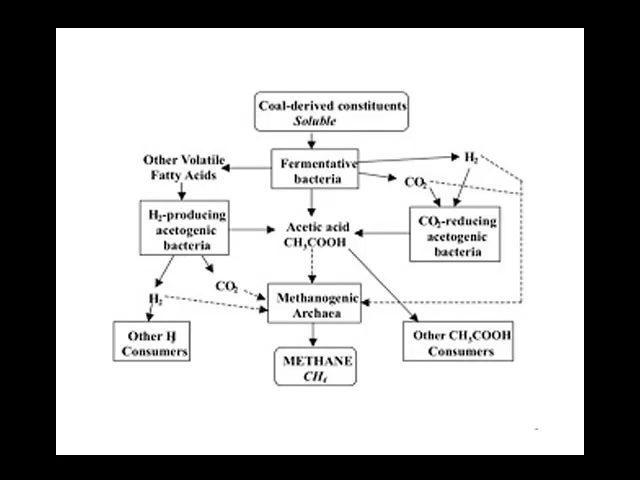 Coal-derived constituents
Soluble
Other Volatile
Fatty Acids
Fermentative
bacteria
H₂
CO₂
H₂-producing
acetogenic
bacteria
Acetic acid
CH₃COOH
CO₂-reducing
acetogenic
bacteria
H₂
CO₂
Methanogenic
Archaea
Other H₂
Consumers
Other CH₃COOH
Consumers
METHANE
CH₄